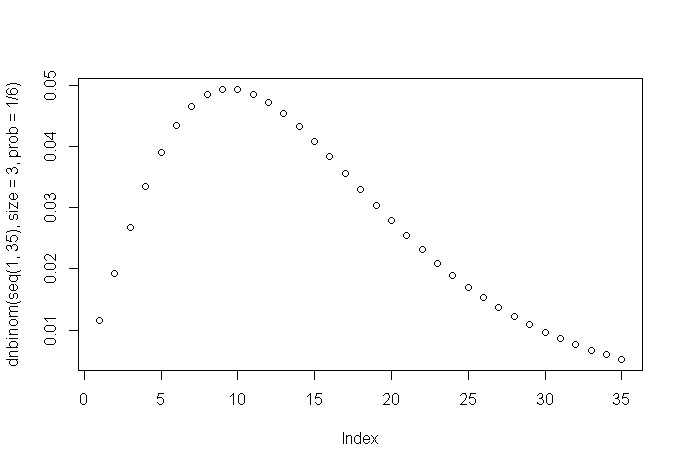 dnbinom(seq(1, 35), size = 3, prob = 1/6)
0.05
0.04
0.03
0.02
0.01
0 5 10 15 20 25 30 35
Index